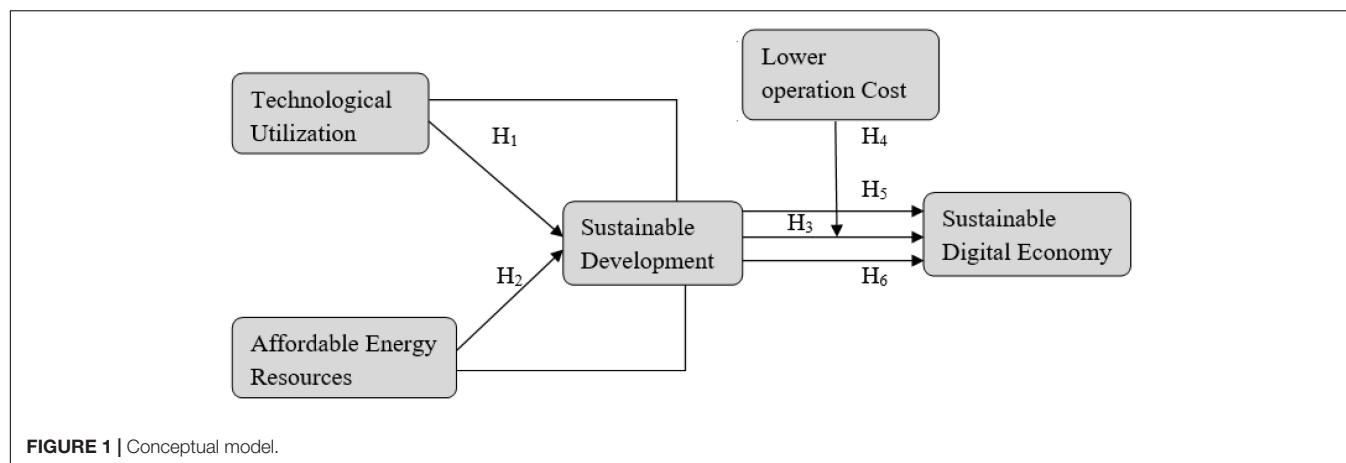 Lower
operation Cost
Technological
Utilization
H₁
H₄
H₅
Sustainable
Development
H₃
Sustainable
Digital Economy
H₂
H₆
Affordable Energy
Resources
FIGURE 1 | Conceptual model.